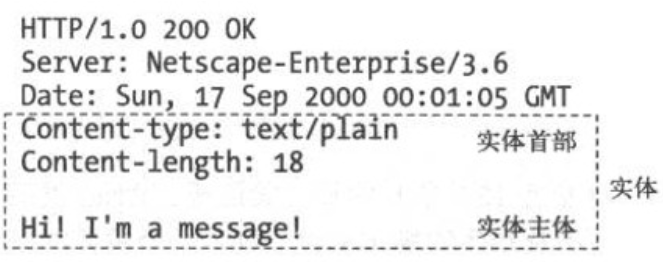 HTTP/1.0 200 OK
Server: Netscape-Enterprise/3.6
Date: Sun, 17 Sep 2000 00:01:05 GMT
Content-type: text/plain 实体首部
Content-length: 18
实体
Hi! I'm a message! 实体主体